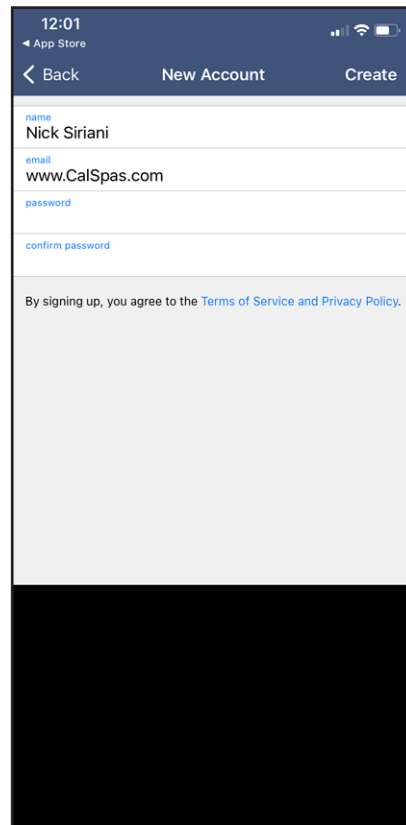 12:01
◀ App Store
Back New Account Create
name
Nick Siriani
email
www.CalSpas.com
password
confirm password
By signing up, you agree to the Terms of Service and Privacy Policy.